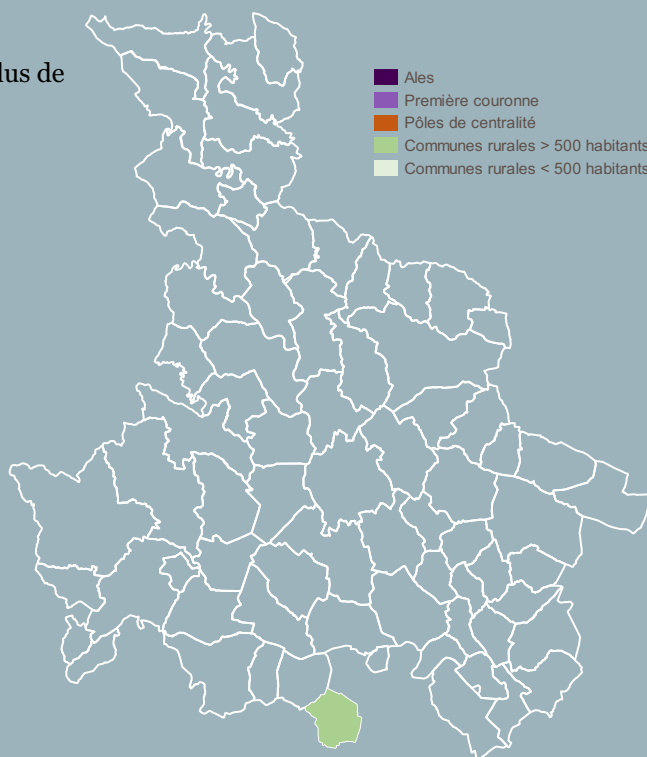 lus de
Ales
Première couronne
Pôles de centralité
Communes rurales > 500 habitants
Communes rurales < 500 habitants